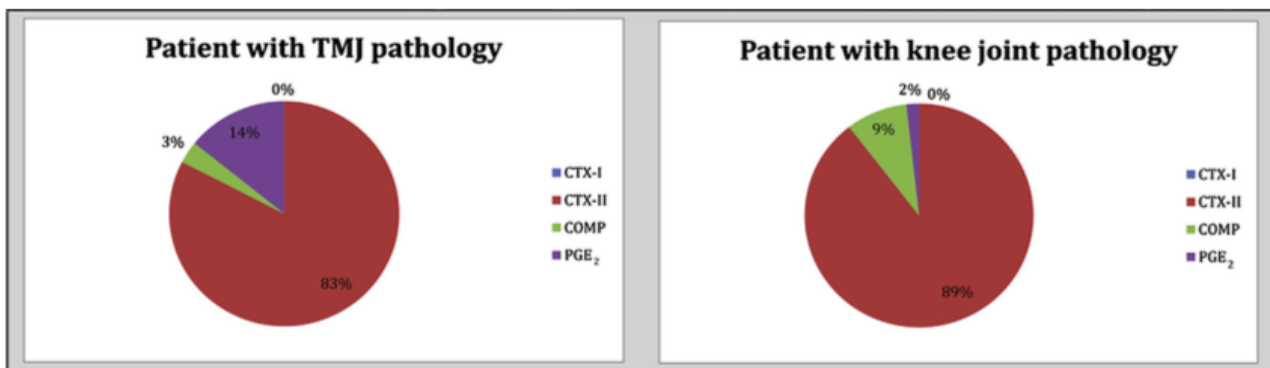 Patient with TMJ pathology
0%
14%
3%
83%
CTX-I
CTX-II
COMP
PGE₂
Patient with knee joint pathology
2% 0%
9%
89%
CTX-I
CTX-II
COMP
PGE₂